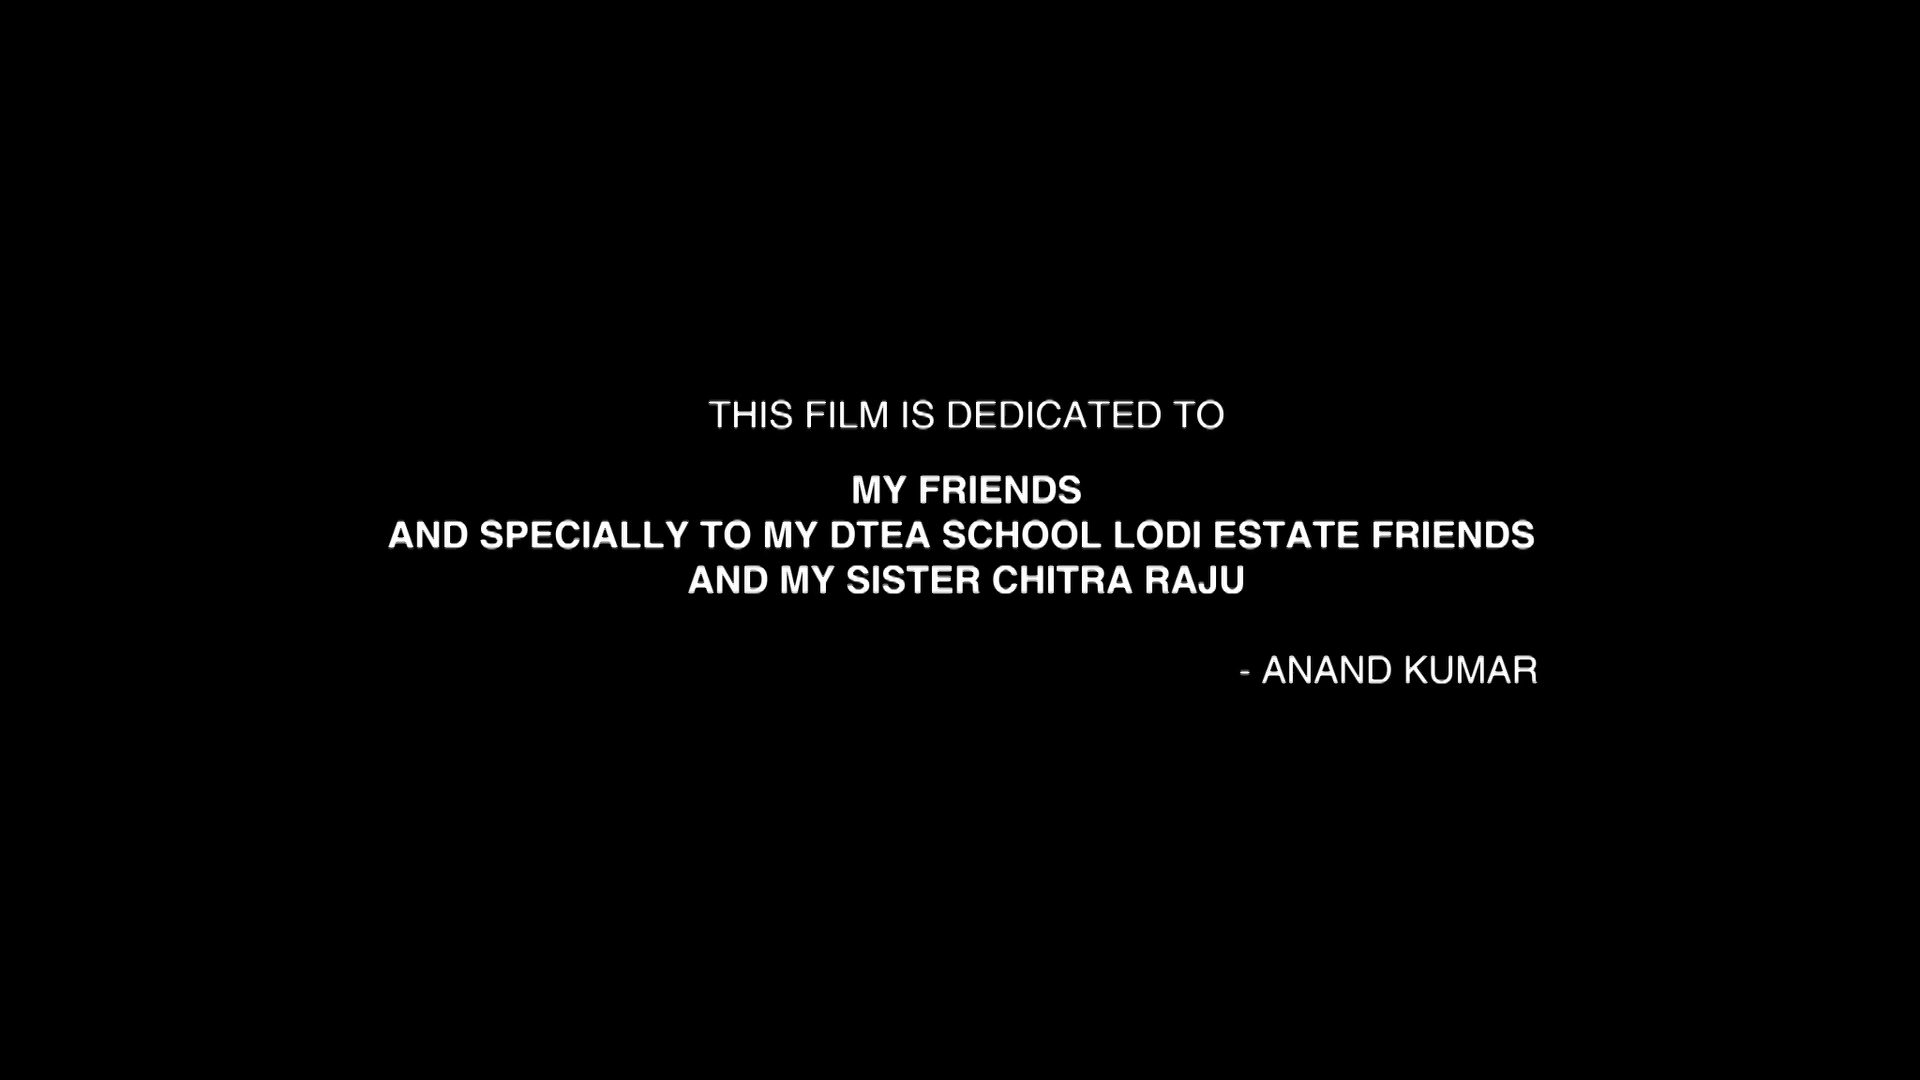 THIS FILM IS DEDICATED TO
MY FRIENDS
AND SPECIALLY TO MY DTEA SCHOOL LODI ESTATE FRIENDS
AND MY SISTER CHITRA RAJU
- ANAND KUMAR